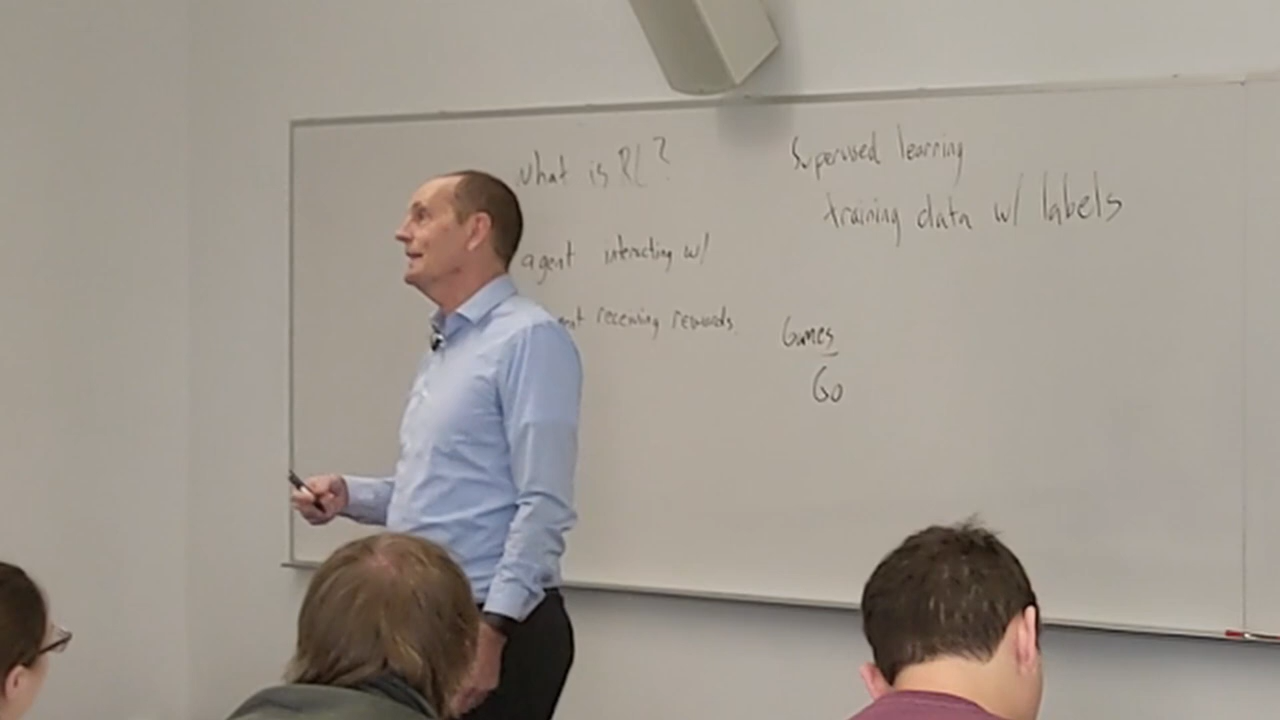 what is RL?
agent interacting w/
receiving rewards.
Supervised learning
training data w/ labels
Games
Go